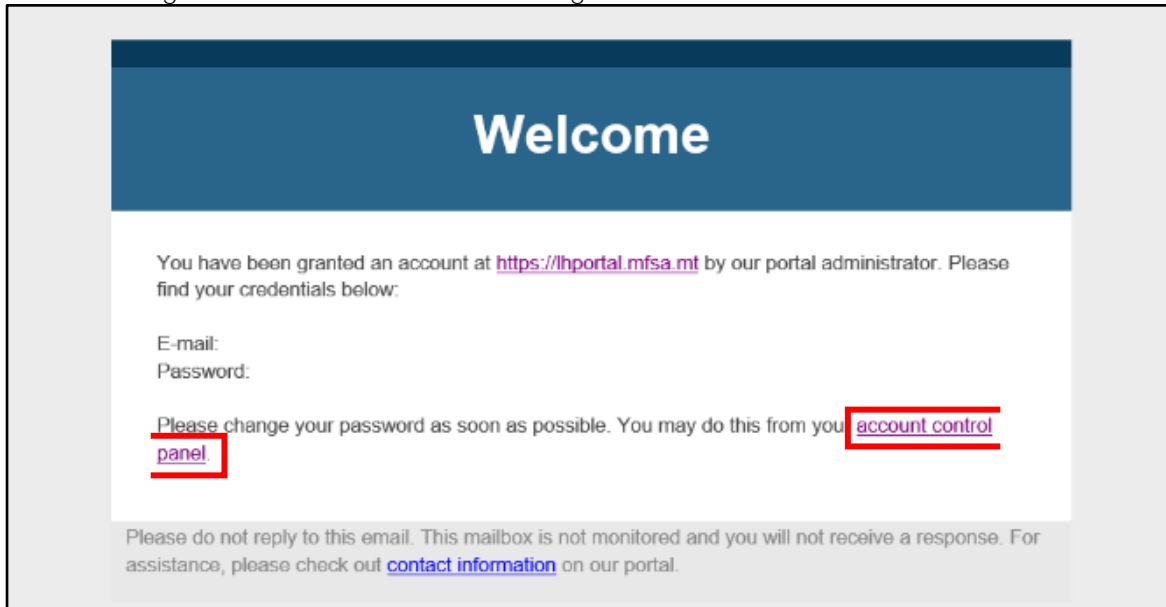 Welcome
You have been granted an account at https://lhportal.mfsa.mt by our portal administrator. Please
find your credentials below:
E-mail:
Password:
Please change your password as soon as possible. You may do this from you account control
panel.
Please do not reply to this email. This mailbox is not monitored and you will not receive a response. For
assistance, please check out contact information on our portal.